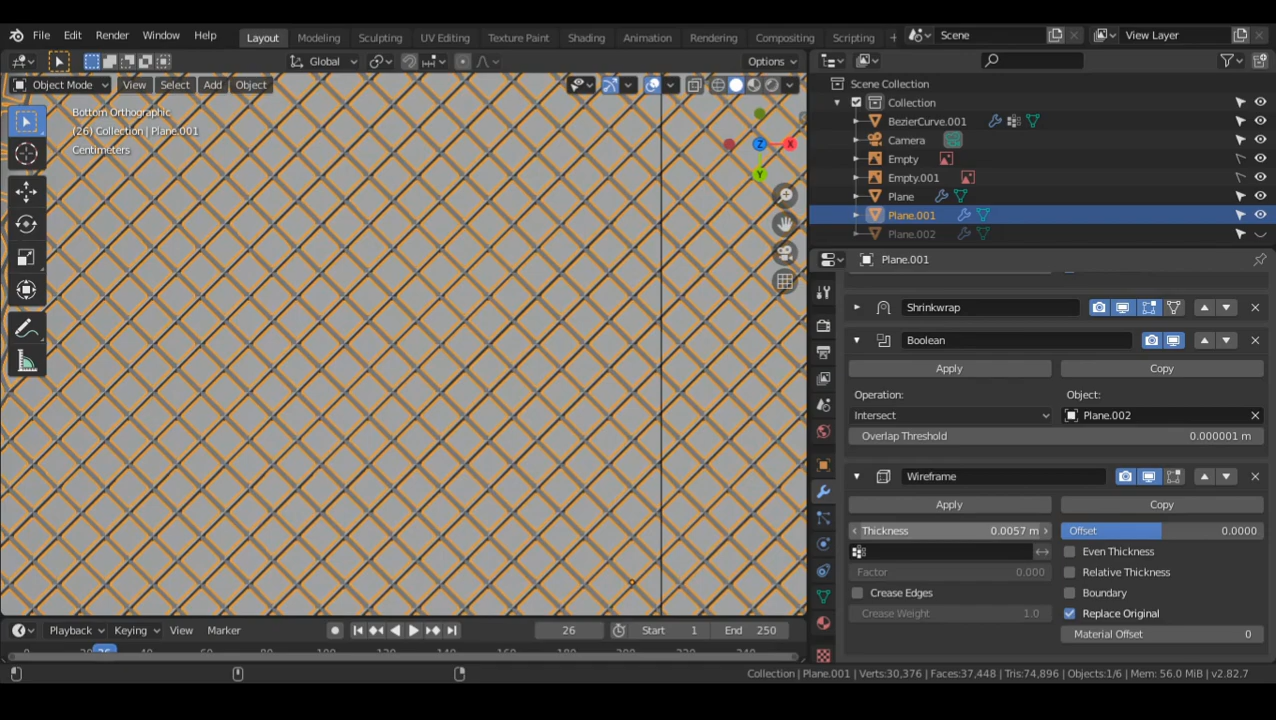 File Edit Render Window Help Layout Modeling Sculpting UV Editing Texture Paint Shading Animation Rendering Compositing Scripting + Scene View Layer
Global Options
Object Mode View Select Add Object
Bottom Orthographic
(26) Collection | Plane.001
Centimeters
Z X
Y
Scene Collection
Collection
BezierCurve.001
Camera
Empty
Empty.001
Plane
Plane.001
Plane.002
Plane.001
Shrinkwrap
Boolean
Apply Copy
Operation: Object:
Intersect Plane.002
Overlap Threshold 0.000001 m
Wireframe
Apply Copy
Thickness 0.0057 m Offset 0.0000
Even Thickness
Factor 0.000 Relative Thickness
Crease Edges Boundary
Crease Weight 1.0 Replace Original
Material Offset 0
Playback Keying View Marker 26 Start 1 End 250
Collection | Plane.001 | Verts:30,376 | Faces:37,448 | Tris:74,896 | Objects:1/6 | Mem: 56.0 MiB | v2.82.7